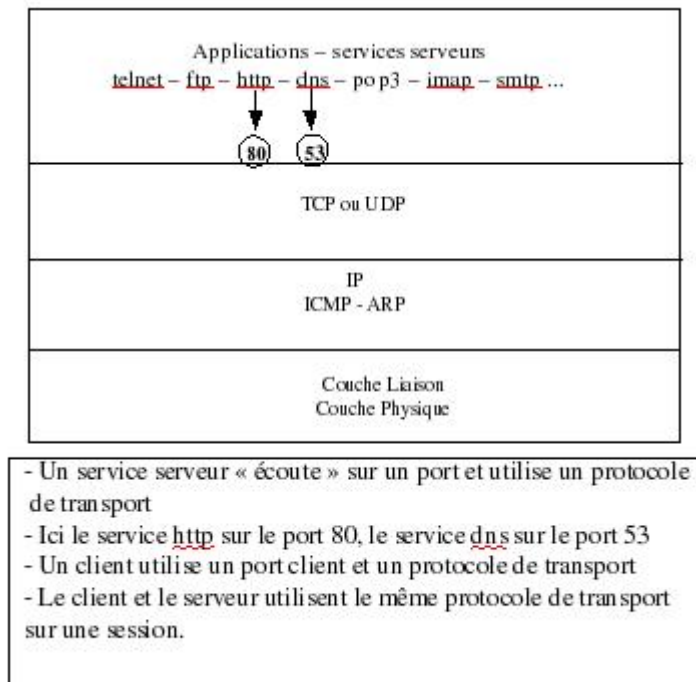 Applications – services serveurs
telnet – ftp – http – dns – pop3 – imap – smtp ...
80 53
TCP ou UDP
IP
ICMP - ARP
Couche Liaison
Couche Physique
- Un service serveur « écoute » sur un port et utilise un protocole
de transport
- Ici le service http sur le port 80, le service dns sur le port 53
- Un client utilise un port client et un protocole de transport
- Le client et le serveur utilisent le même protocole de transport
sur une session.